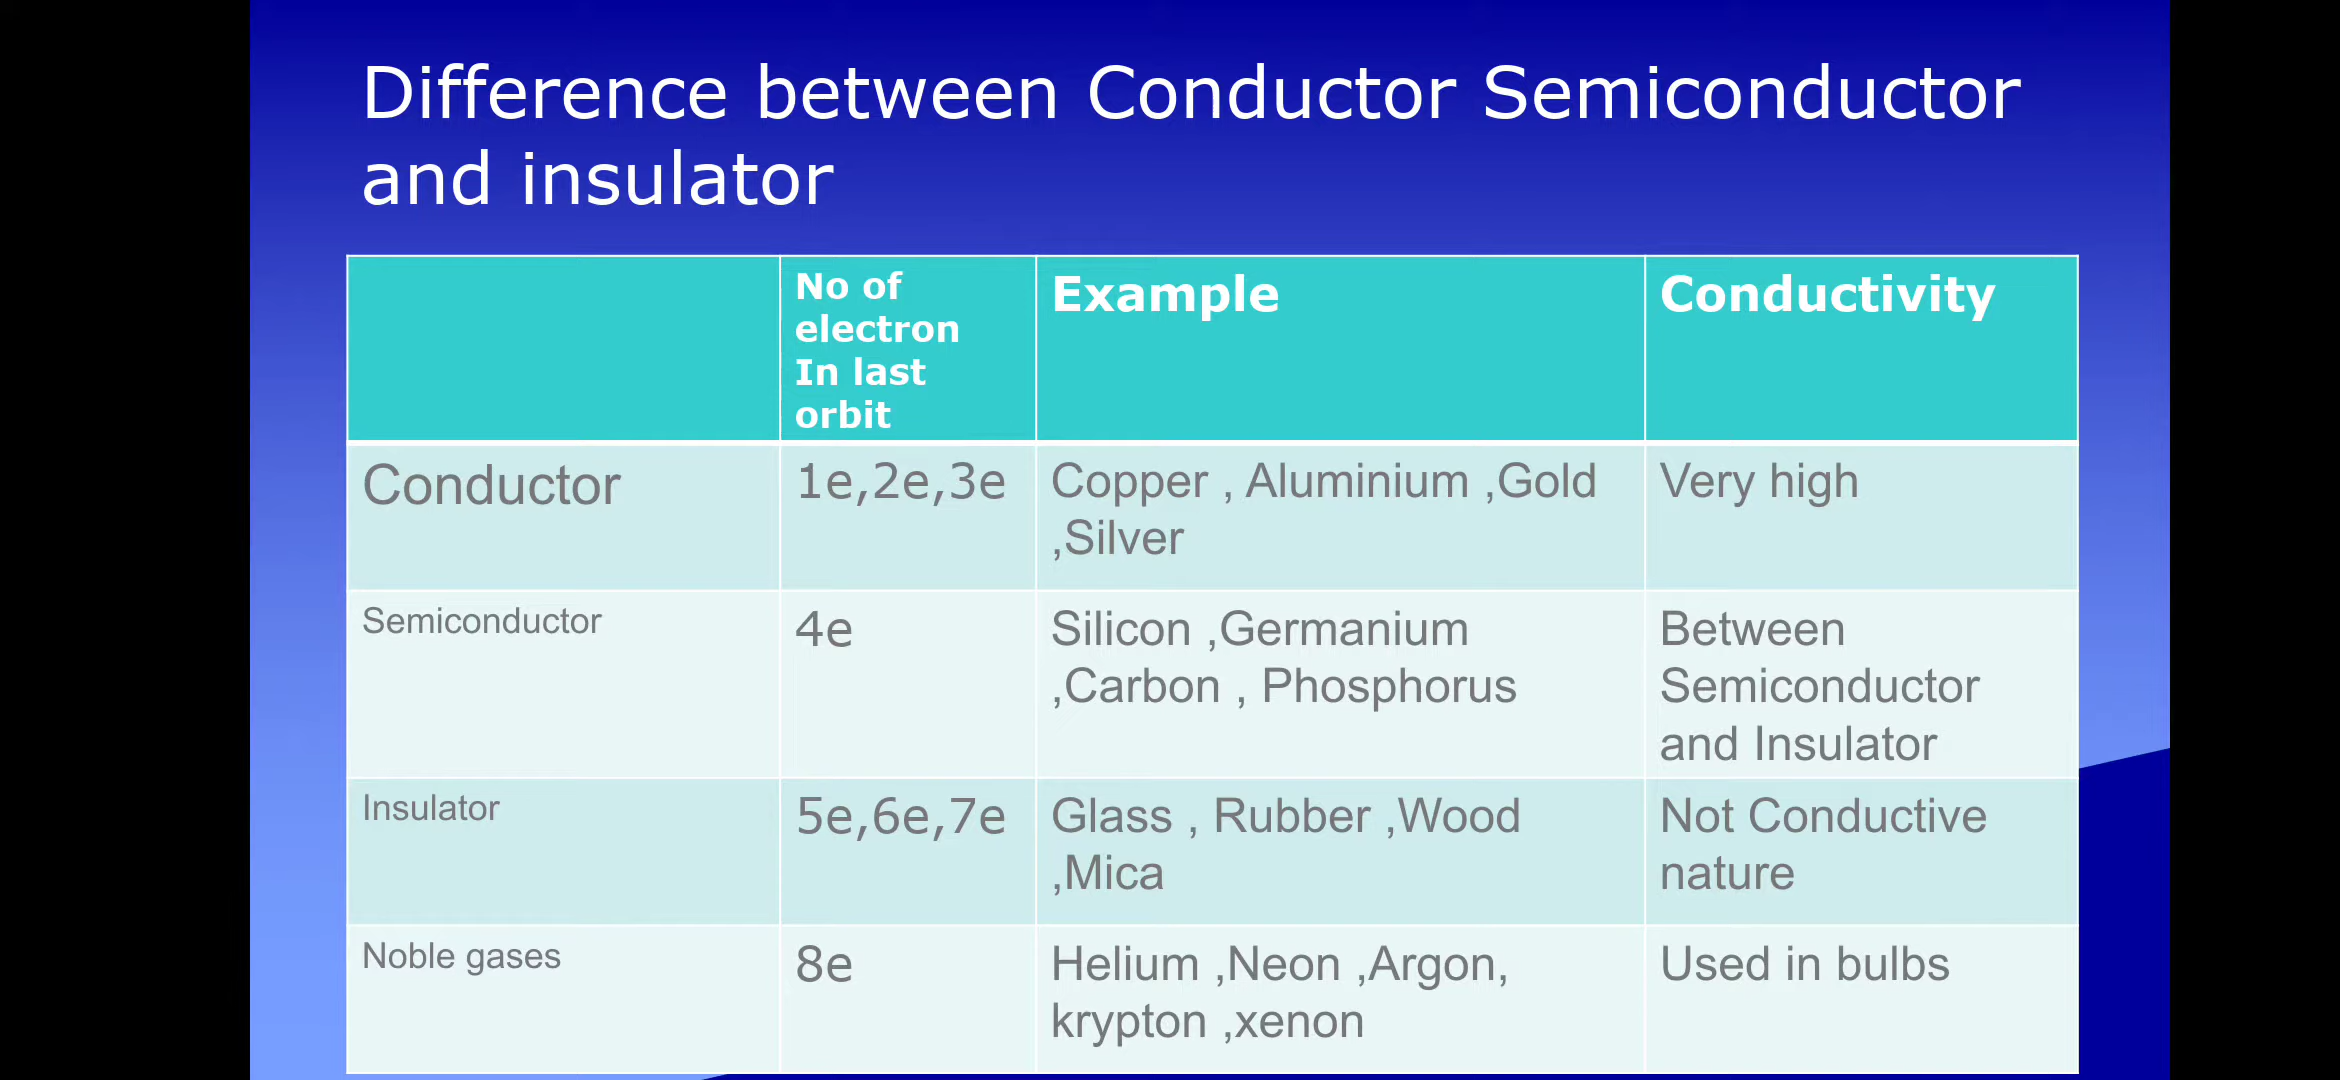 Difference between Conductor Semiconductor
and insulator
No of
electron
In last
orbit
Example
Conductivity
Conductor
1e,2e,3e
Copper , Aluminium ,Gold
,Silver
Very high
Semiconductor
4e
Silicon ,Germanium
,Carbon , Phosphorus
Between
Semiconductor
and Insulator
Insulator
5e,6e,7e
Glass , Rubber ,Wood
,Mica
Not Conductive
nature
Noble gases
8e
Helium ,Neon ,Argon,
krypton ,xenon
Used in bulbs